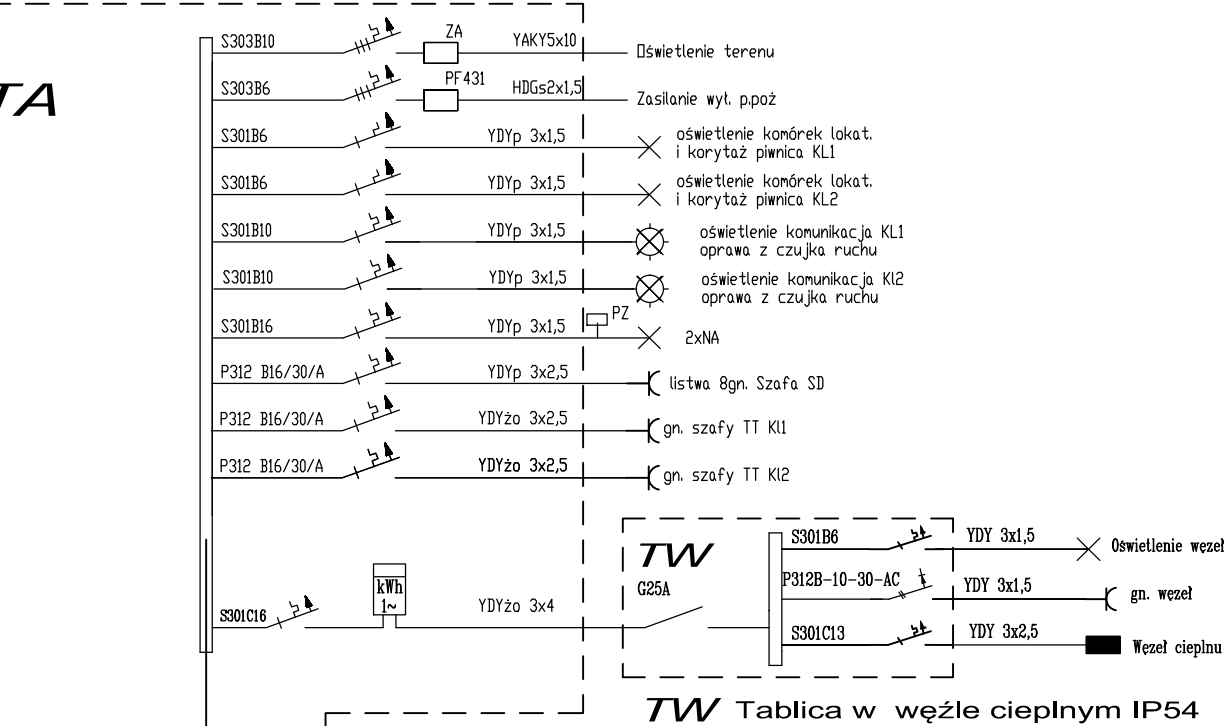 TA
S303B10 ZA YAKY5x10 Oświetlenie terenu
S303B6 PF431 HDGs2x1,5 Zasilanie wył. p.poż
S301B6 YDYp 3x1,5 oświetlenie komórek lokat.
i korytaż piwnica KL1
S301B6 YDYp 3x1,5 oświetlenie komórek lokat.
i korytaż piwnica KL2
S301B10 YDYp 3x1,5 oświetlenie komunikacja KL1
oprawa z czujka ruchu
S301B10 YDYp 3x1,5 oświetlenie komunikacja Kl2
oprawa z czujka ruchu
S301B16 YDYp 3x1,5 PZ 2xNA
P312 B16/30/A YDYp 3x2,5 listwa 8gn. Szafa SD
P312 B16/30/A YDYżo 3x2,5 gn. szafy TT Kl1
P312 B16/30/A YDYżo 3x2,5 gn. szafy TT Kl2
S301C16 kWh
1~ YDYżo 3x4
TW
G25A
S301B6 YDY 3x1,5 Oświetlenie węzeł
P312B-10-30-AC YDY 3x1,5 gn. węzeł
S301C13 YDY 3x2,5 Węzeł cieplnu
TW Tablica w węźle cieplnym IP54